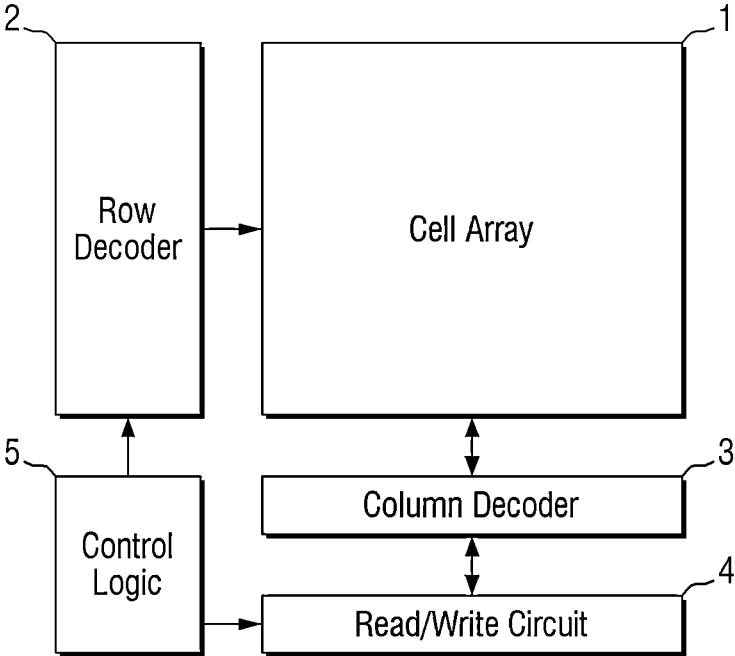 2
1
Row
Decoder
Cell Array
5
3
Column Decoder
Control
Logic
4
Read/Write Circuit